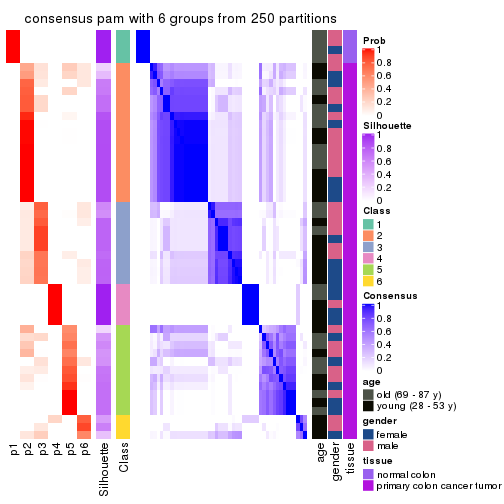 consensus pam with 6 groups from 250 partitions
Prob
1
0.8
0.6
0.4
0.2
0
Silhouette
1
0.8
0.6
0.4
0.2
0
Class
1
2
3
4
5
6
Consensus
1
0.8
0.6
0.4
0.2
0
age
old (69 - 87 y)
young (28 - 53 y)
gender
female
male
tissue
normal colon
primary colon cancer tumor
p1
p2
p3
p4
p5
p6
Silhouette
Class
age
gender
tissue